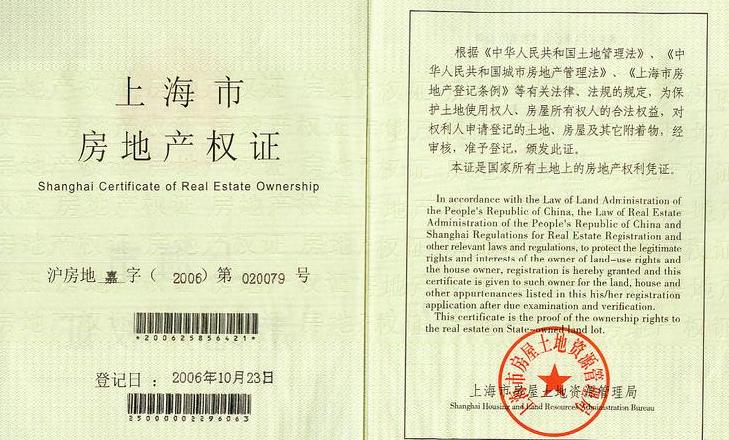 上海市
房地产权证
Shanghai Certificate of Real Estate Ownership
沪房地 嘉 字( 2006)第 020079 号
*200625856421*
登记日: 2006年10月23日
25000002296063
根据《中华人民共和国土地管理法》、《中
华人民共和国城市房地产管理法》、《上海市房
地产登记条例》等有关法律、法规的规定，为保
护土地使用权人、房屋所有权人的合法权益，对
权利人申请登记的土地、房屋及其它附着物，经
审核，准予登记，颁发此证。
本证是国家所有土地上的房地产权利凭证。
In accordance with the Law of Land Administration of
the People's Republic of China, the Law of Real Estate
Administration of the People's Republic of China and
Shanghai Regulations for Real Estate Registration and
other relevant laws and regulations, to protect the legitimate
rights and interests of the owner of land-use rights and
the house owner, registration is hereby granted and this
certificate is given to such owner for the land, house and
other appurtenances listed in this his/her registration
application after due examination and verification.
This certificate is the proof of the ownership rights to
the real estate on State-owned land lot.
上海市房屋土地资源管理局
上海市房屋土地资源管理局
Shanghai Housing and Land Resources Administration Bureau